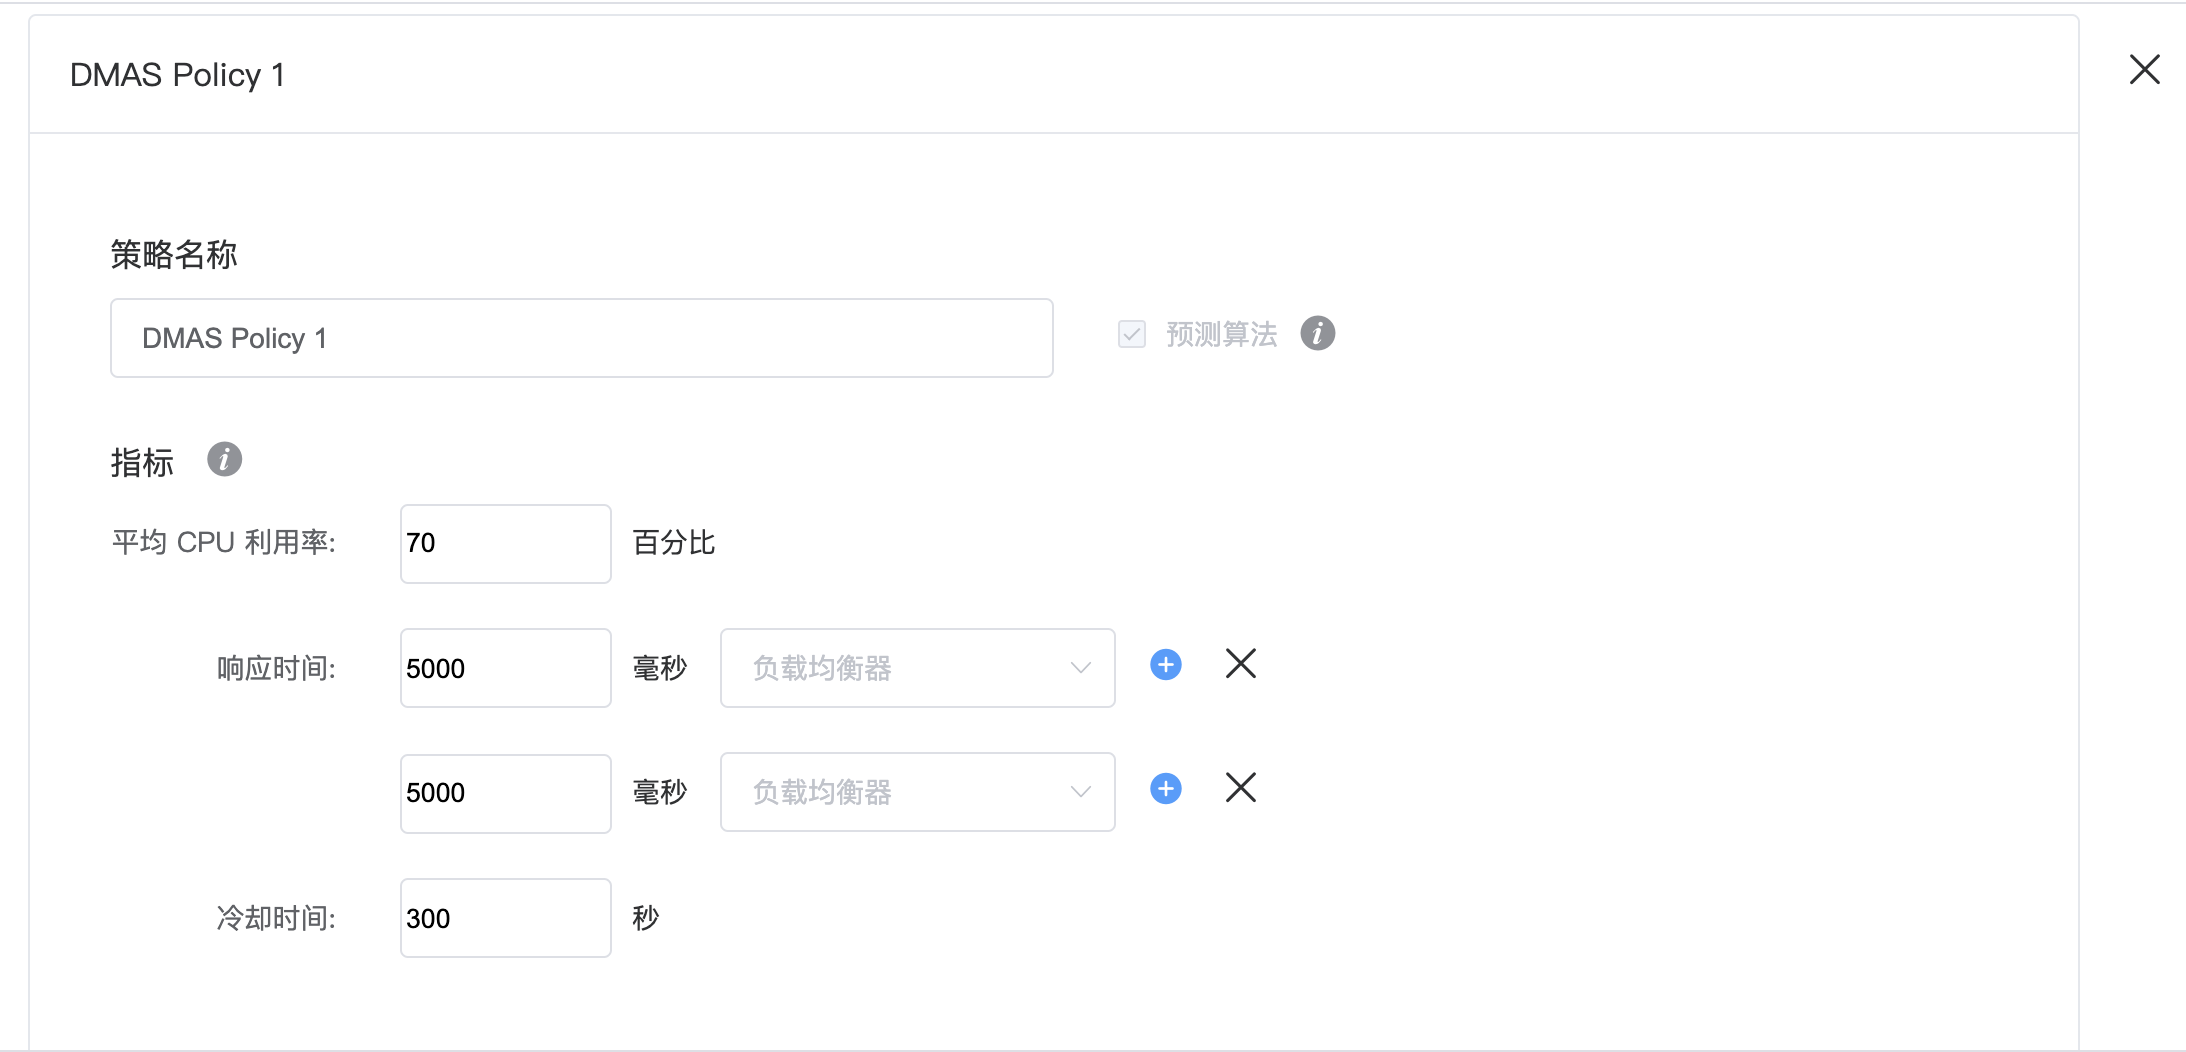 DMAS Policy 1
策略名称
DMAS Policy 1
预测算法
指标
平均 CPU 利用率: 70 百分比
响应时间: 5000 毫秒 负载均衡器
5000 毫秒 负载均衡器
冷却时间: 300 秒